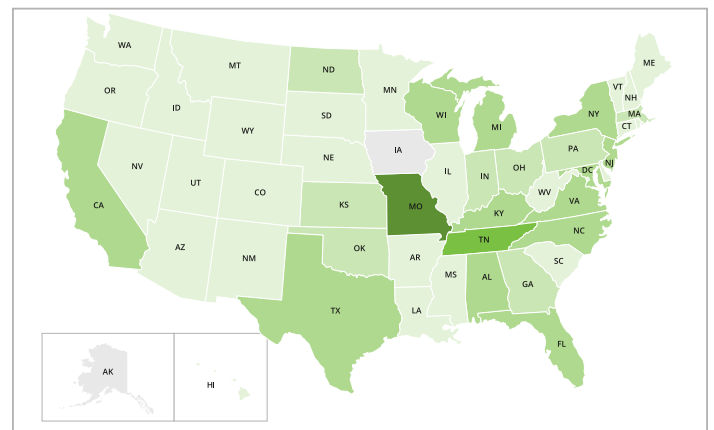 WA
MT
ND
MN
ME
VT
NH
OR
ID
SD
WI
MI
NY
MA
CT
WY
IA
NE
PA
NJ
NV
UT
CO
IL
IN
OH
DC
WV
VA
CA
KS
MO
KY
NC
TN
AZ
NM
OK
AR
SC
MS
AL
GA
TX
LA
FL
AK
HI